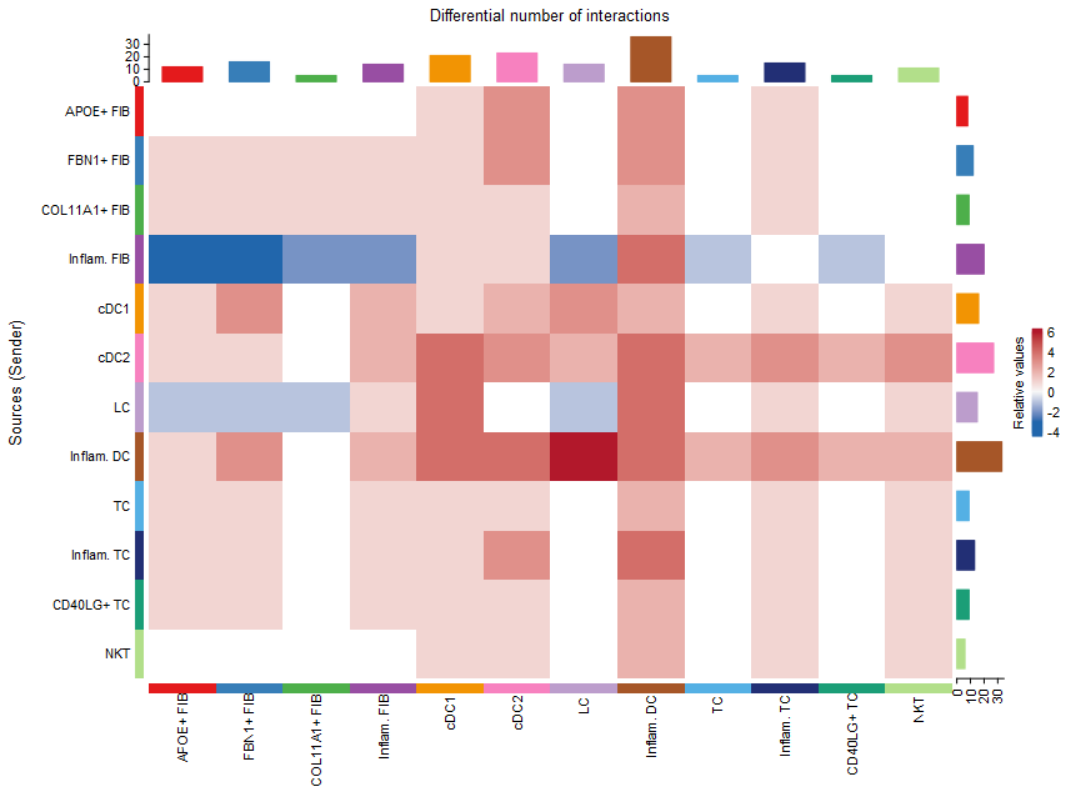 Differential number of interactions
30
20
10
0
APOE+ FIB
FBN1+ FIB
COL11A1+ FIB
Inflam. FIB
cDC1
cDC2
LC
Inflam. DC
TC
Inflam. TC
CD40LG+ TC
NKT
Sources (Sender)
Relative values
6
4
2
0
-2
-4
0 10 20 30
APOE+ FIB
FBN1+ FIB
COL11A1+ FIB
Inflam. FIB
cDC1
cDC2
LC
Inflam. DC
TC
Inflam. TC
CD40LG+ TC
NKT